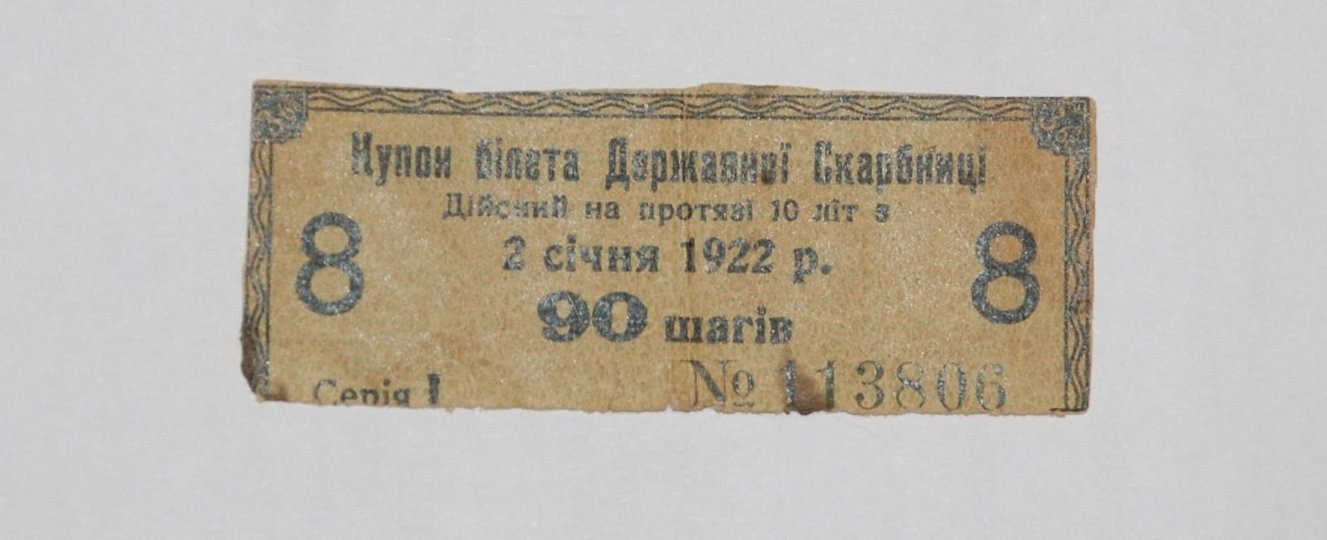 Купон білета Державної Скарбниці
Дійсний на протязі 10 літ з
8 2 січня 1922 р. 8
90 шагів
Серія I № 113806